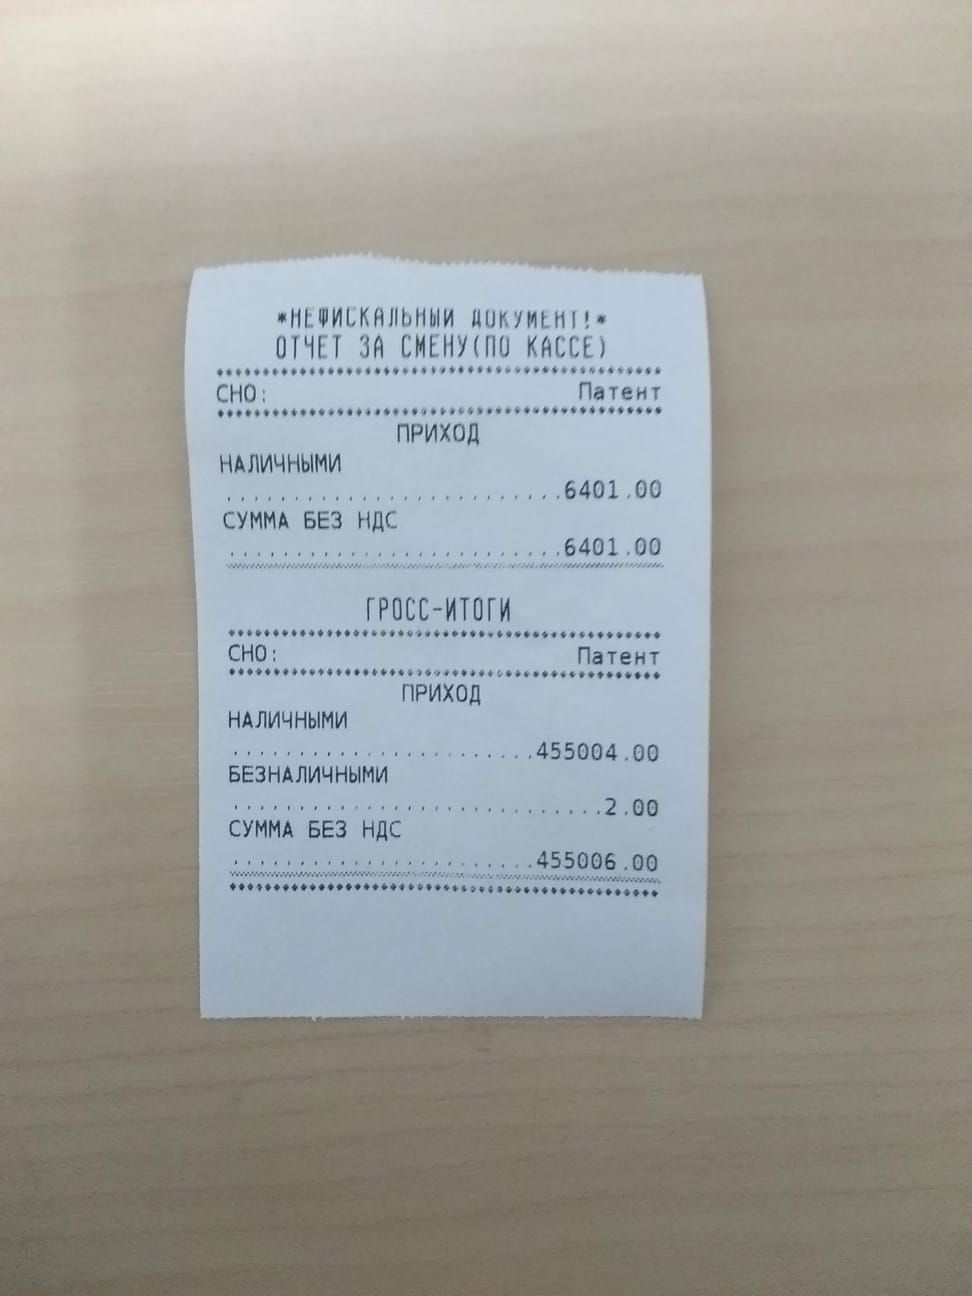 *НЕФИСКАЛЬНЫЙ ДОКУМЕНТ!*
ОТЧЕТ ЗА СМЕНУ(ПО КАССЕ)
СНО: Патент
ПРИХОД
НАЛИЧНЫМИ
.........................6401.00
СУММА БЕЗ НДС
.........................6401.00
ГРОСС-ИТОГИ
СНО: Патент
ПРИХОД
НАЛИЧНЫМИ
.......................455004.00
БЕЗНАЛИЧНЫМИ
............................2.00
СУММА БЕЗ НДС
.......................455006.00